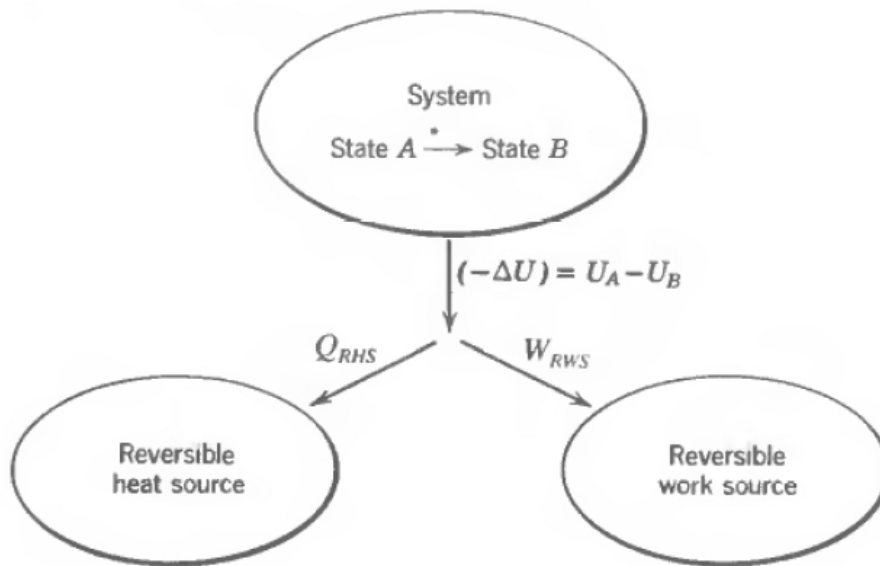 System
State A → State B
(−ΔU) = U_A − U_B
Q_RHS
W_RWS
Reversible
heat source
Reversible
work source